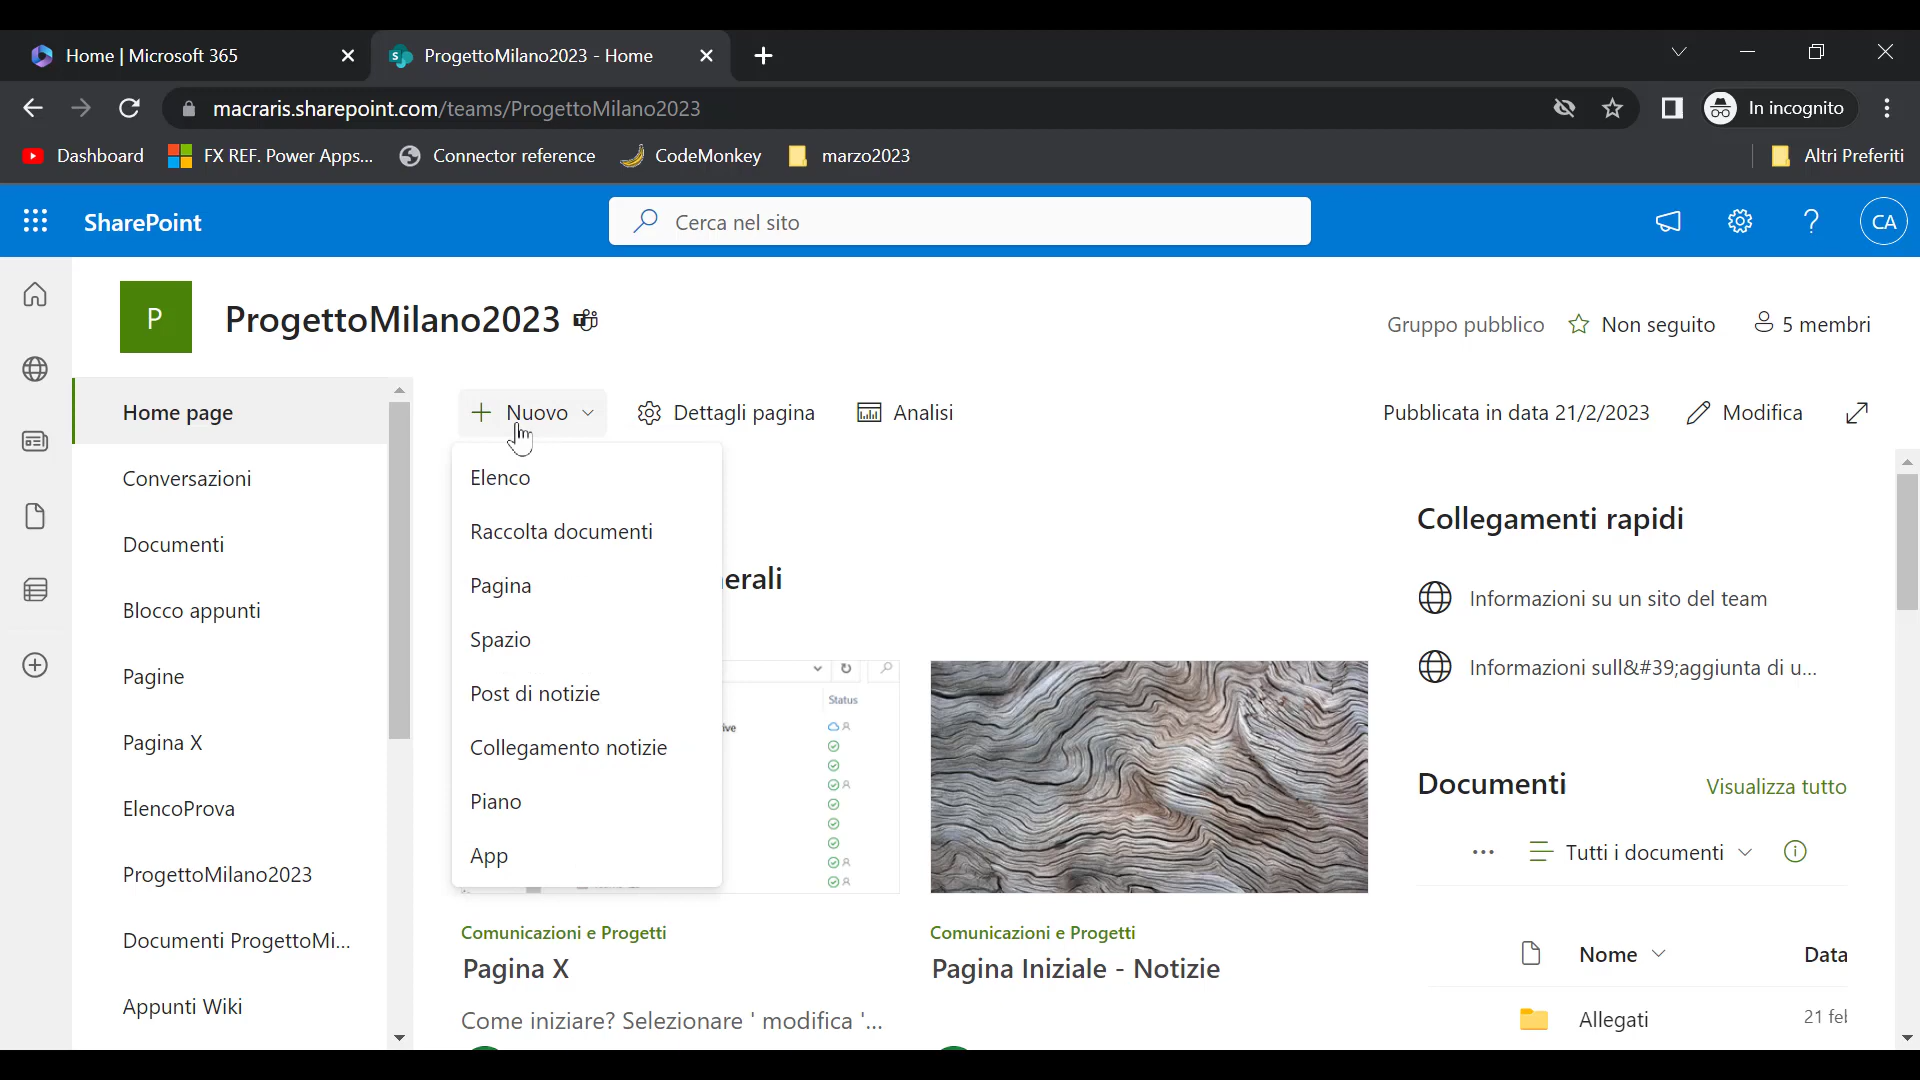 Home | Microsoft 365
ProgettoMilano2023 - Home
macraris.sharepoint.com/teams/ProgettoMilano2023
In incognito
Dashboard
FX REF. Power Apps...
Connector reference
CodeMonkey
marzo2023
Altri Preferiti
SharePoint
Cerca nel sito
CA
P
ProgettoMilano2023
Gruppo pubblico
Non seguito
5 membri
Home page
Conversazioni
Documenti
Blocco appunti
Pagine
Pagina X
ElencoProva
ProgettoMilano2023
Documenti ProgettoMi...
Appunti Wiki
Nuovo
Dettagli pagina
Analisi
Pubblicata in data 21/2/2023
Modifica
Elenco
Raccolta documenti
Pagina
Spazio
Post di notizie
Collegamento notizie
Piano
App
erali
Status
ive
Comunicazioni e Progetti
Pagina X
Come iniziare? Selezionare ' modifica '...
Comunicazioni e Progetti
Pagina Iniziale - Notizie
Collegamenti rapidi
Informazioni su un sito del team
Informazioni sull&#39;aggiunta di u...
Documenti
Visualizza tutto
Tutti i documenti
Nome
Data
Allegati
21 fel